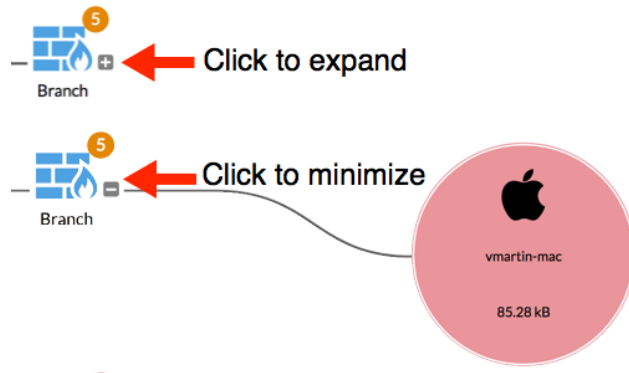 5
Click to expand
Branch
5
Click to minimize
Branch
vmartin-mac
85.28 kB